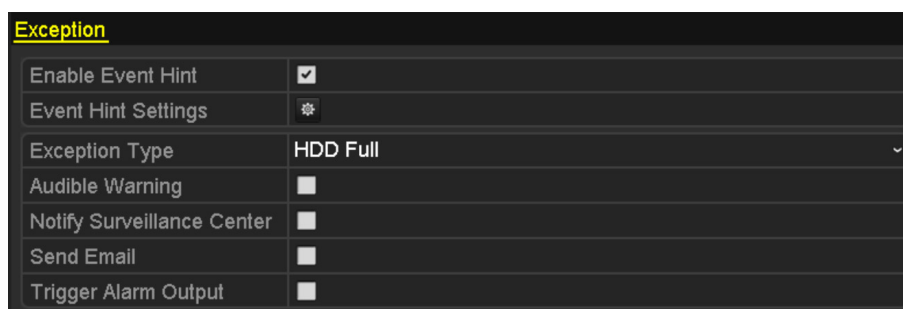 Exception
Enable Event Hint
Event Hint Settings
Exception Type HDD Full
Audible Warning
Notify Surveillance Center
Send Email
Trigger Alarm Output